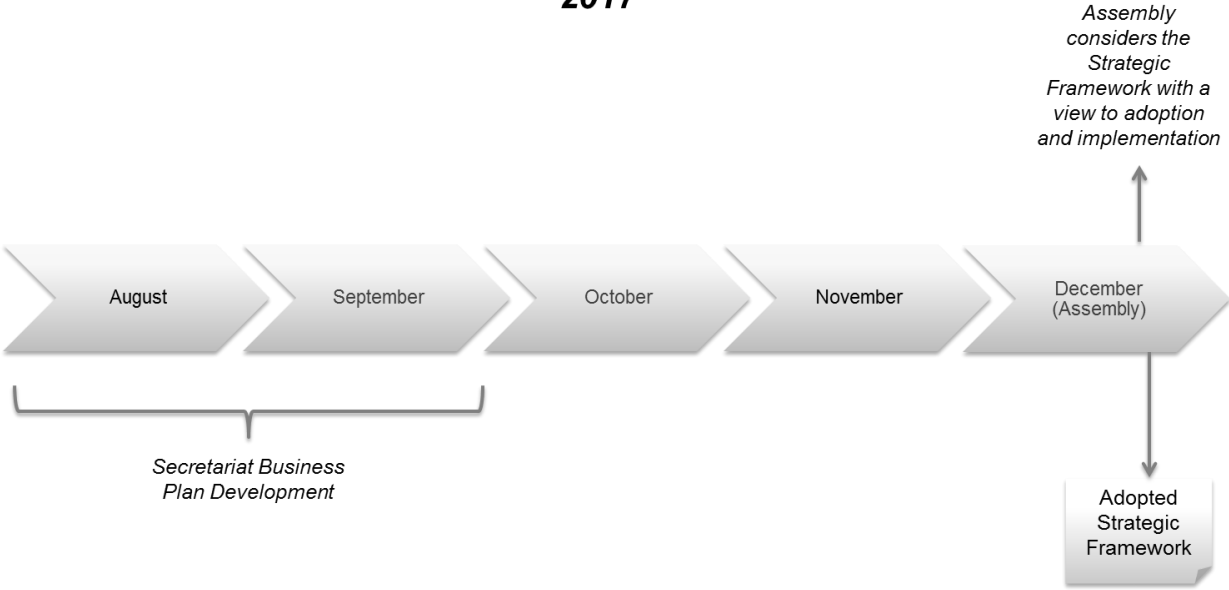 2017
Assembly
considers the
Strategic
Framework with a
view to adoption
and implementation
August
September
October
November
December
(Assembly)
Secretariat Business
Plan Development
Adopted
Strategic
Framework